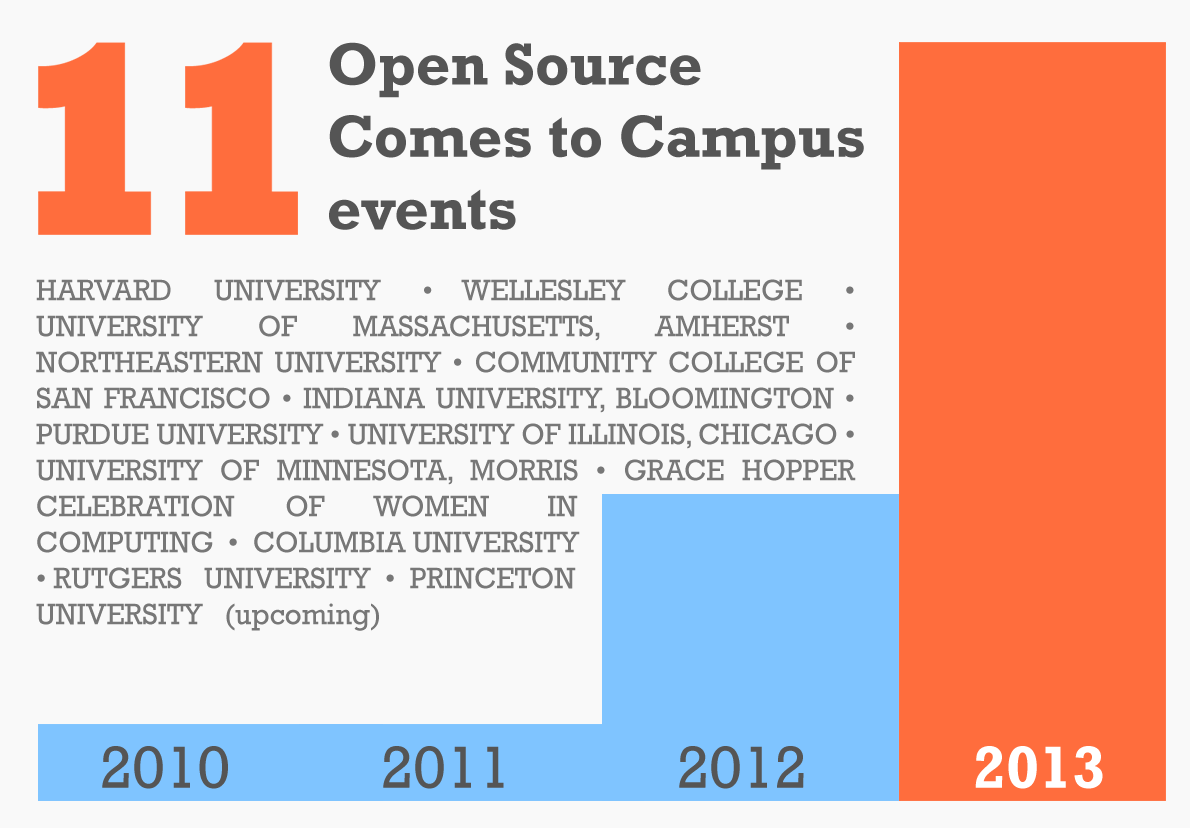 11
Open Source
Comes to Campus
events
HARVARD UNIVERSITY • WELLESLEY COLLEGE •
UNIVERSITY OF MASSACHUSETTS, AMHERST •
NORTHEASTERN UNIVERSITY • COMMUNITY COLLEGE OF
SAN FRANCISCO • INDIANA UNIVERSITY, BLOOMINGTON •
PURDUE UNIVERSITY • UNIVERSITY OF ILLINOIS, CHICAGO •
UNIVERSITY OF MINNESOTA, MORRIS • GRACE HOPPER
CELEBRATION OF WOMEN IN
COMPUTING • COLUMBIA UNIVERSITY
• RUTGERS UNIVERSITY • PRINCETON
UNIVERSITY (upcoming)
2010 2011 2012 2013